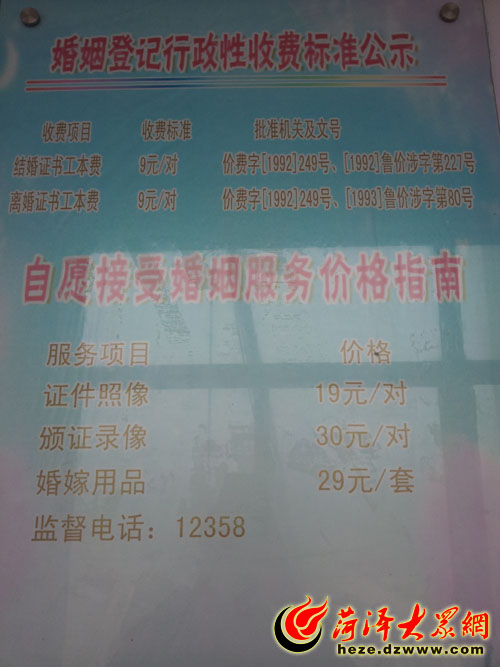 婚姻登记行政性收费标准公示
收费项目 收费标准 批准机关及文号
结婚证书工本费 9元/对 价费字[1992]249号、[1992]鲁价涉字第227号
离婚证书工本费 9元/对 价费字[1992]249号、[1993]鲁价涉字第80号
自愿接受婚姻服务价格指南
服务项目 价格
证件照像 19元/对
颁证录像 30元/对
婚嫁用品 29元/套
监督电话：12358
菏泽大眾網
heze.dzwww.com